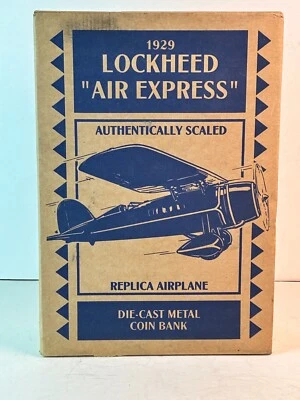 1929
LOCKHEED
"AIR EXPRESS"
AUTHENTICALLY SCALED
REPLICA AIRPLANE
DIE-CAST METAL
COIN BANK